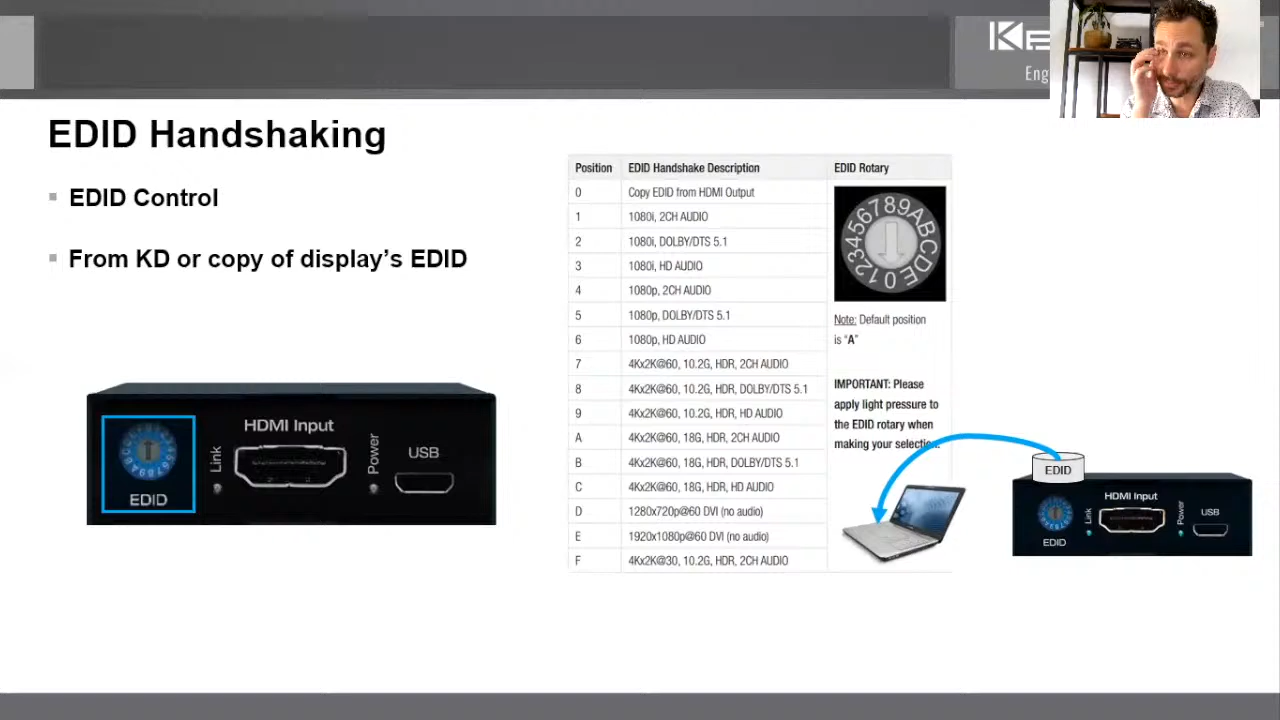 EDID Handshaking
EDID Control
From KD or copy of display's EDID
Position EDID Handshake Description EDID Rotary
0 Copy EDID from HDMI Output
1 1080i, 2CH AUDIO
2 1080i, DOLBY/DTS 5.1
3 1080i, HD AUDIO
4 1080p, 2CH AUDIO
5 1080p, DOLBY/DTS 5.1
6 1080p, HD AUDIO
7 4Kx2K@60, 10.2G, HDR, 2CH AUDIO
8 4Kx2K@60, 10.2G, HDR, DOLBY/DTS 5.1
9 4Kx2K@60, 10.2G, HDR, HD AUDIO
A 4Kx2K@60, 18G, HDR, 2CH AUDIO
B 4Kx2K@60, 18G, HDR, DOLBY/DTS 5.1
C 4Kx2K@60, 18G, HDR, HD AUDIO
D 1280x720p@60 DVI (no audio)
E 1920x1080p@60 DVI (no audio)
F 4Kx2K@30, 10.2G, HDR, 2CH AUDIO
0123456789ABCDE
Note: Default position
is "A"
IMPORTANT: Please
apply light pressure to
the EDID rotary when
making your selection.
EDID
Link
HDMI Input
Power
USB
EDID
EDID
Link
HDMI Input
Power
USB